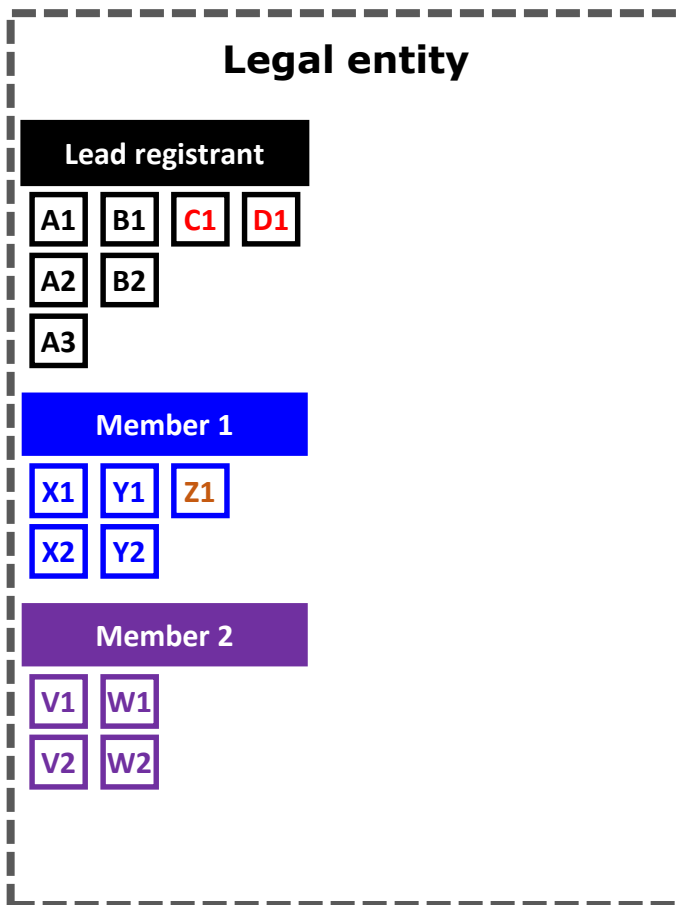 Legal entity
Lead registrant
A1 B1 C1 D1
A2 B2
A3
Member 1
X1 Y1 Z1
X2 Y2
Member 2
V1 W1
V2 W2